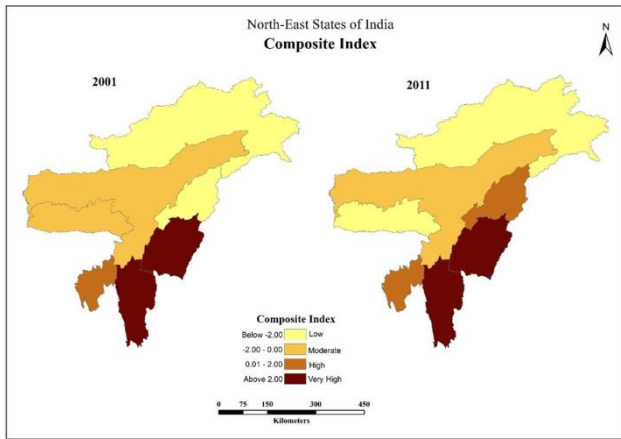 North-East States of India
Composite Index
N
2001
2011
Composite Index
Below -2.00 Low
-2.00 - 0.00 Moderate
0.01 - 2.00 High
Above 2.00 Very High
0 75 150 300 450
Kilometers